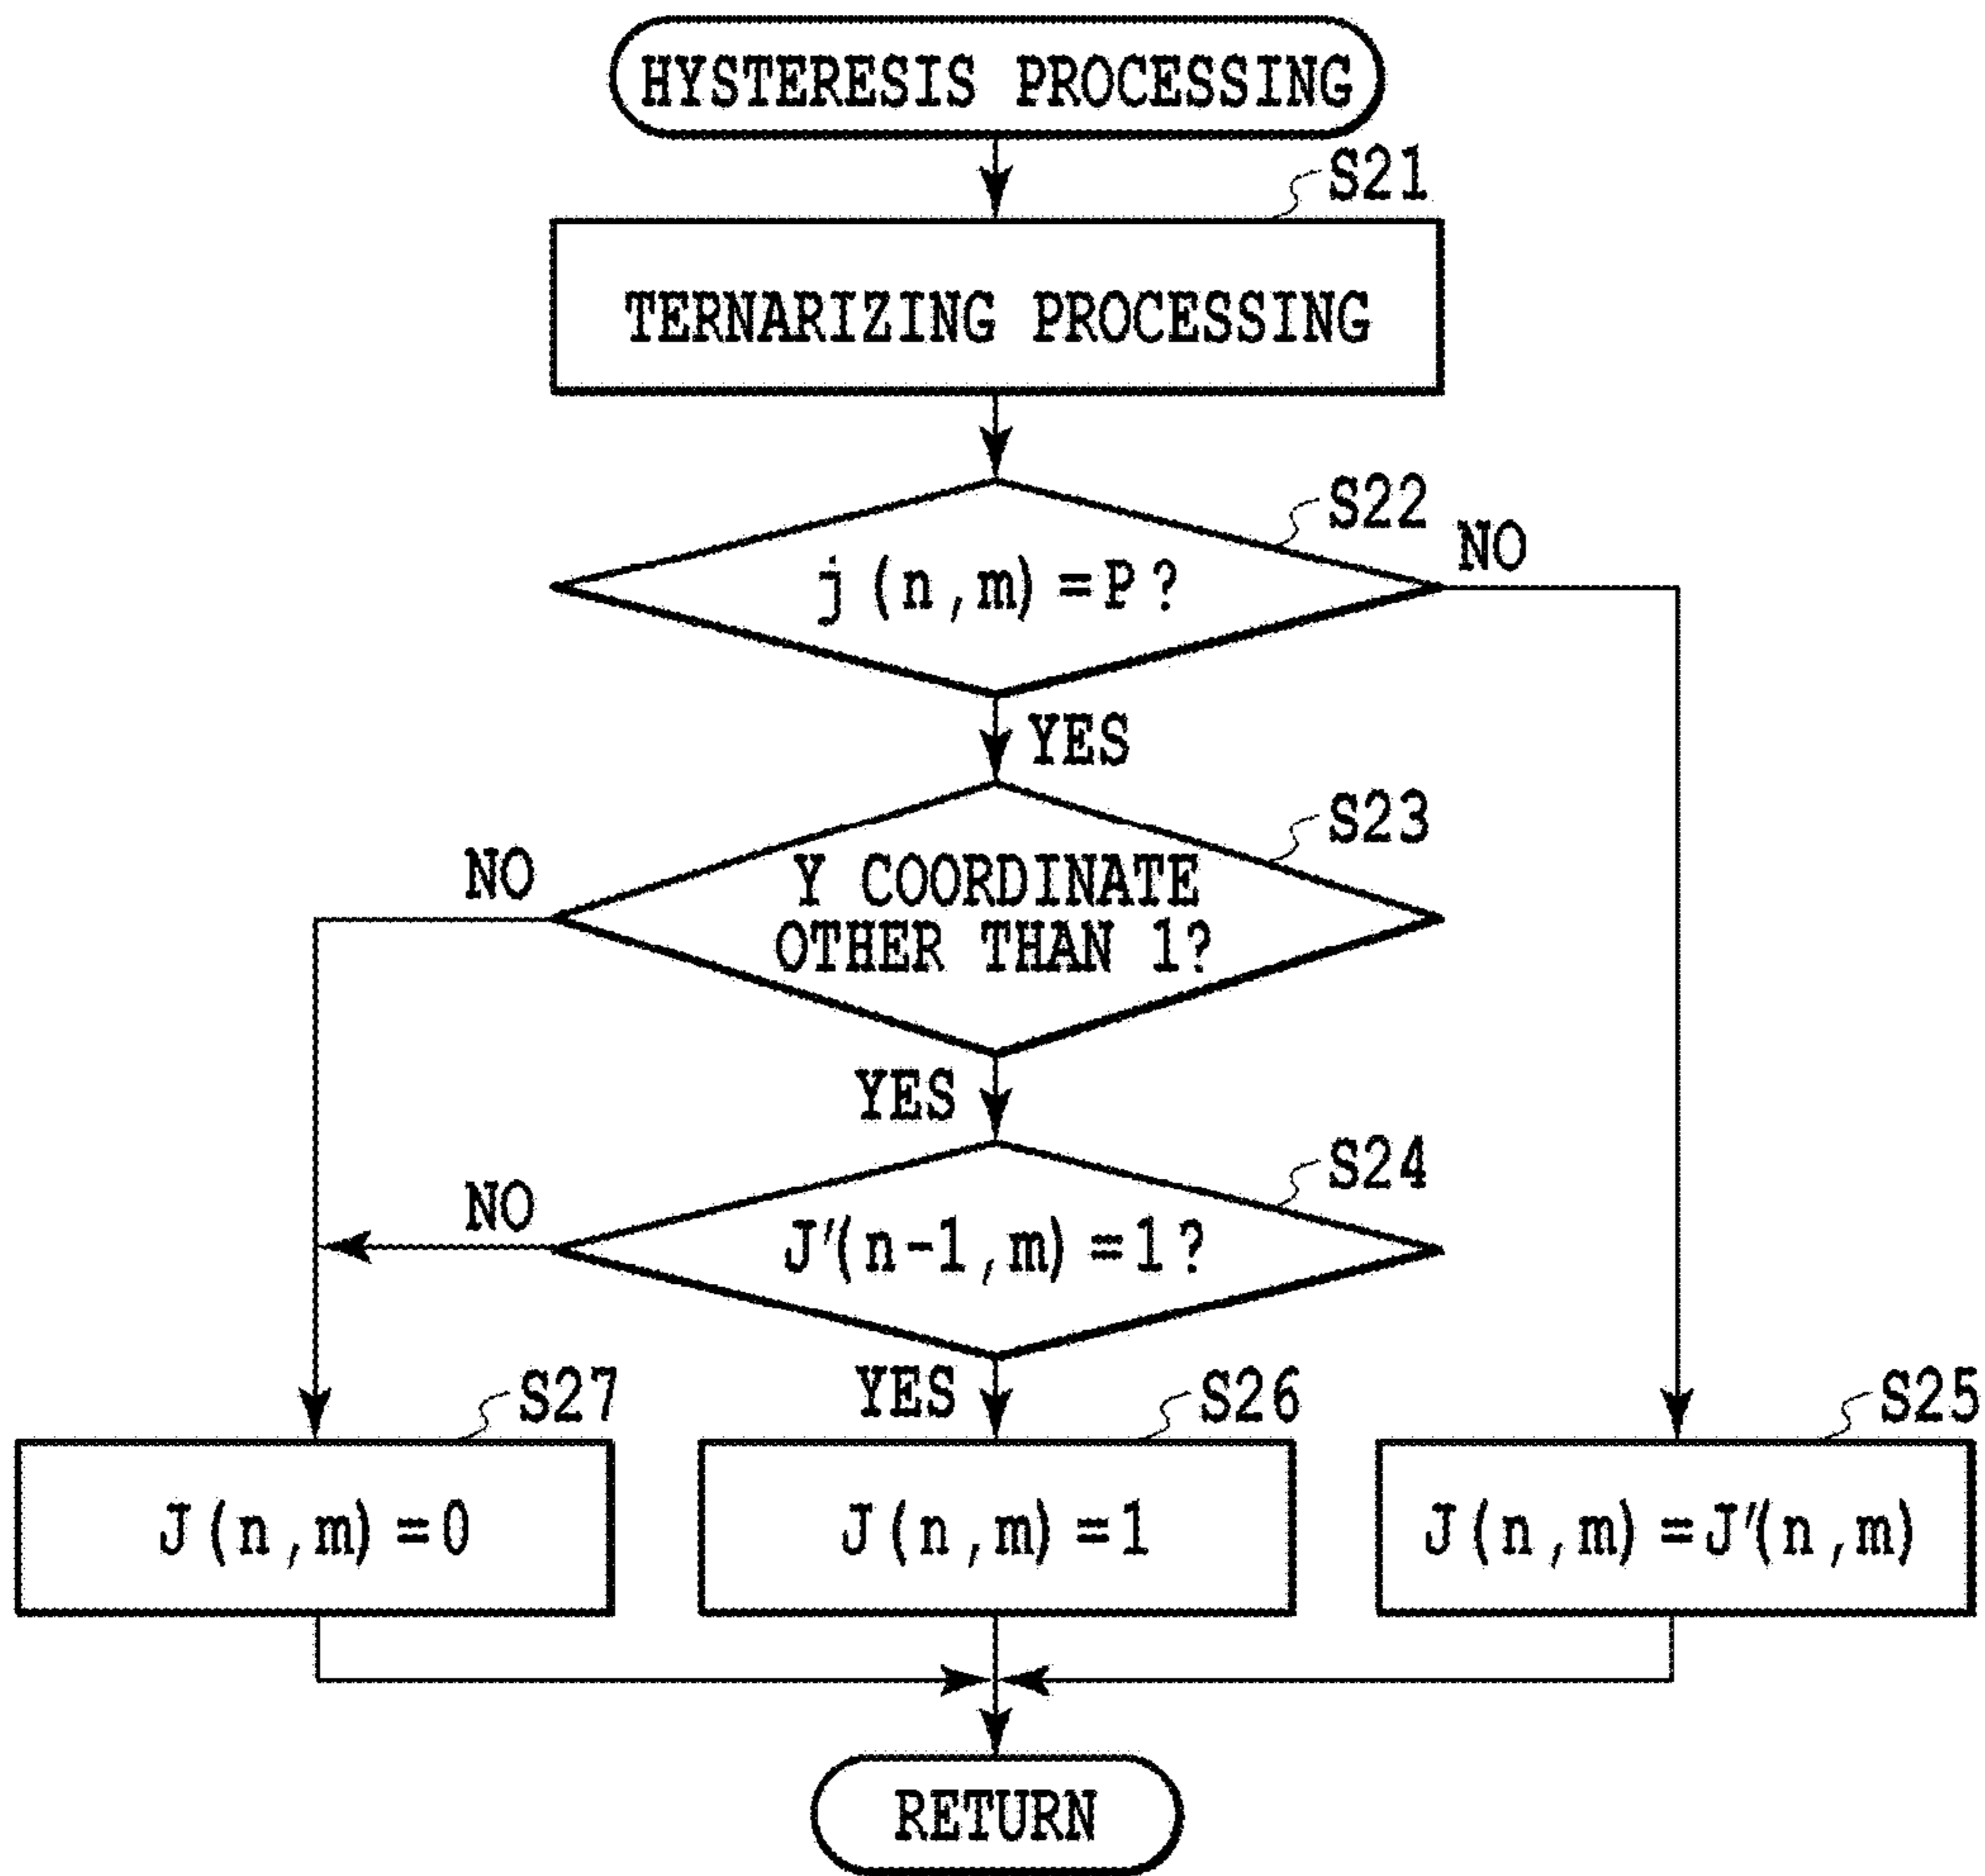 HYSTERESIS PROCESSING
S21
TERNARIZING PROCESSING
S22
j(n,m)=P?
NO
YES
S23
Y COORDINATE
OTHER THAN 1?
NO
YES
S24
J'(n-1,m)=1?
NO
YES
S27
J(n,m)=0
S26
J(n,m)=1
S25
J(n,m)=J'(n,m)
RETURN